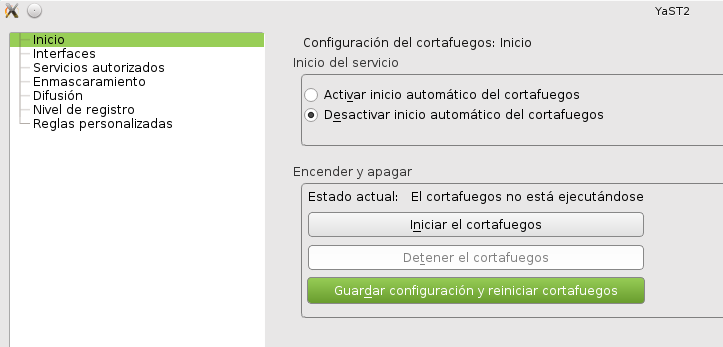 YaST2
Inicio
Interfaces
Servicios autorizados
Enmascaramiento
Difusión
Nivel de registro
Reglas personalizadas
Configuración del cortafuegos: Inicio
Inicio del servicio
Activar inicio automático del cortafuegos
Desactivar inicio automático del cortafuegos
Encender y apagar
Estado actual: El cortafuegos no está ejecutándose
Iniciar el cortafuegos
Detener el cortafuegos
Guardar configuración y reiniciar cortafuegos